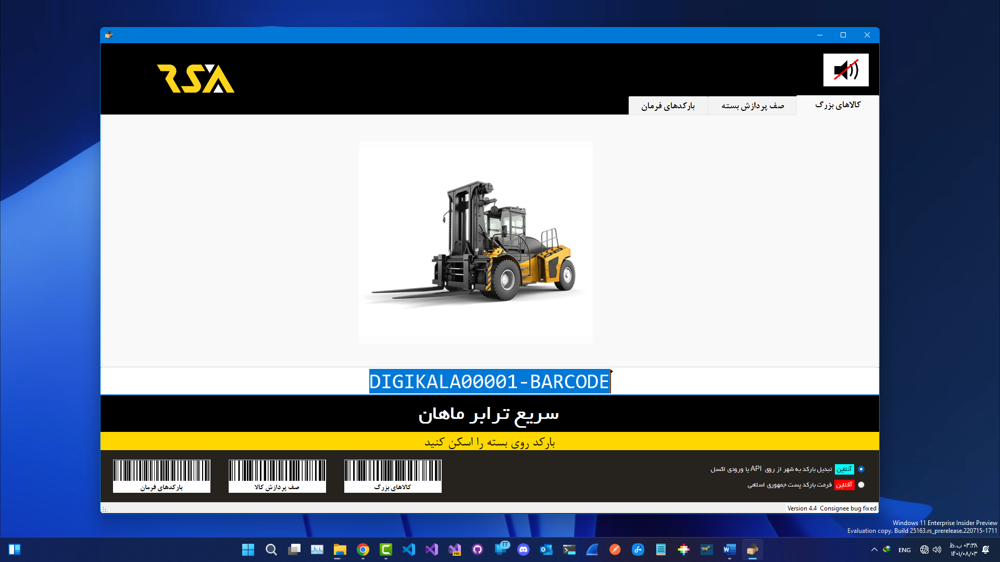 RSA
کالاهای بزرگ
صف پردازش بسته
بارکدهای فرمان
DIGIKALA00001-BARCODE
سریع ترابر ماهان
بارکد روی بسته را اسکن کنید
بارکدهای فرمان
صف پردازش کالا
کالاهای بزرگ
آنلاین تبدیل بارکد به شهر از روی API یا ورودی اکسل
آفلاین فرمت بارکد پست جمهوری اسلامی
Version 4.4 Consignee bug fixed
Windows 11 Enterprise Insider Preview
Evaluation copy. Build 25163.rs_prerelease.220715-1711
PRE
ENG
۰۳:۳۸ ب.ظ
۱۴۰۱/۰۸/۰۳